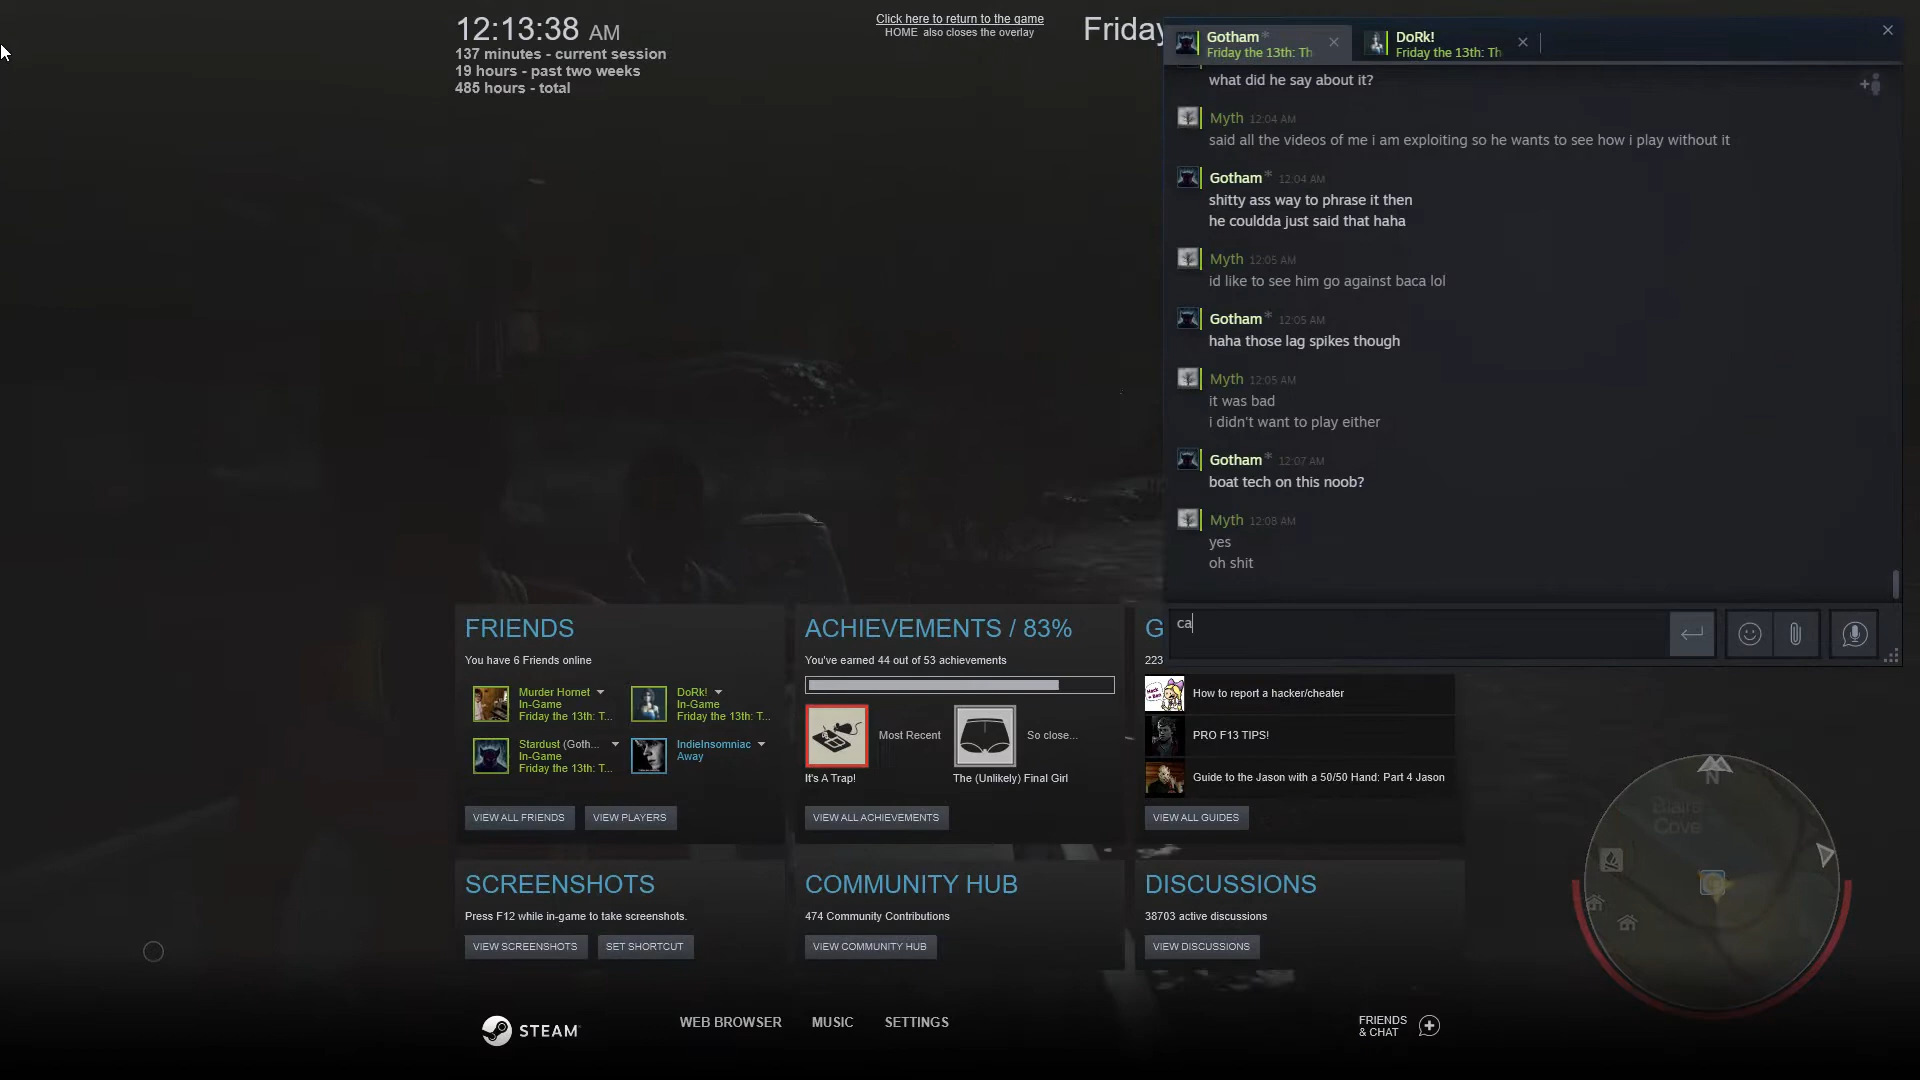 12:13:38 AM
137 minutes - current session
19 hours - past two weeks
485 hours - total
Click here to return to the game
HOME also closes the overlay
Friday
Gotham *
Friday the 13th: Th
DoRk!
Friday the 13th: Th
what did he say about it?
Myth 12:04 AM
said all the videos of me i am exploiting so he wants to see how i play without it
Gotham * 12:04 AM
shitty ass way to phrase it then
he couldda just said that haha
Myth 12:05 AM
id like to see him go against baca lol
Gotham * 12:05 AM
haha those lag spikes though
Myth 12:05 AM
it was bad
i didn't want to play either
Gotham * 12:07 AM
boat tech on this noob?
Myth 12:08 AM
yes
oh shit
ca
FRIENDS
You have 6 Friends online
Murder Hornet
In-Game
Friday the 13th: T...
DoRk!
In-Game
Friday the 13th: T...
Stardust (Goth...
In-Game
Friday the 13th: T...
IndieInsomniac
Away
VIEW ALL FRIENDS
VIEW PLAYERS
ACHIEVEMENTS / 83%
You've earned 44 out of 53 achievements
Most Recent
So close...
It's A Trap!
The (Unlikely) Final Girl
VIEW ALL ACHIEVEMENTS
G
223
How to report a hacker/cheater
PRO F13 TIPS!
Guide to the Jason with a 50/50 Hand: Part 4 Jason
VIEW ALL GUIDES
SCREENSHOTS
Press F12 while in-game to take screenshots.
VIEW SCREENSHOTS
SET SHORTCUT
COMMUNITY HUB
474 Community Contributions
VIEW COMMUNITY HUB
DISCUSSIONS
38703 active discussions
VIEW DISCUSSIONS
N
Blairs
Cove
STEAM
WEB BROWSER
MUSIC
SETTINGS
FRIENDS
& CHAT